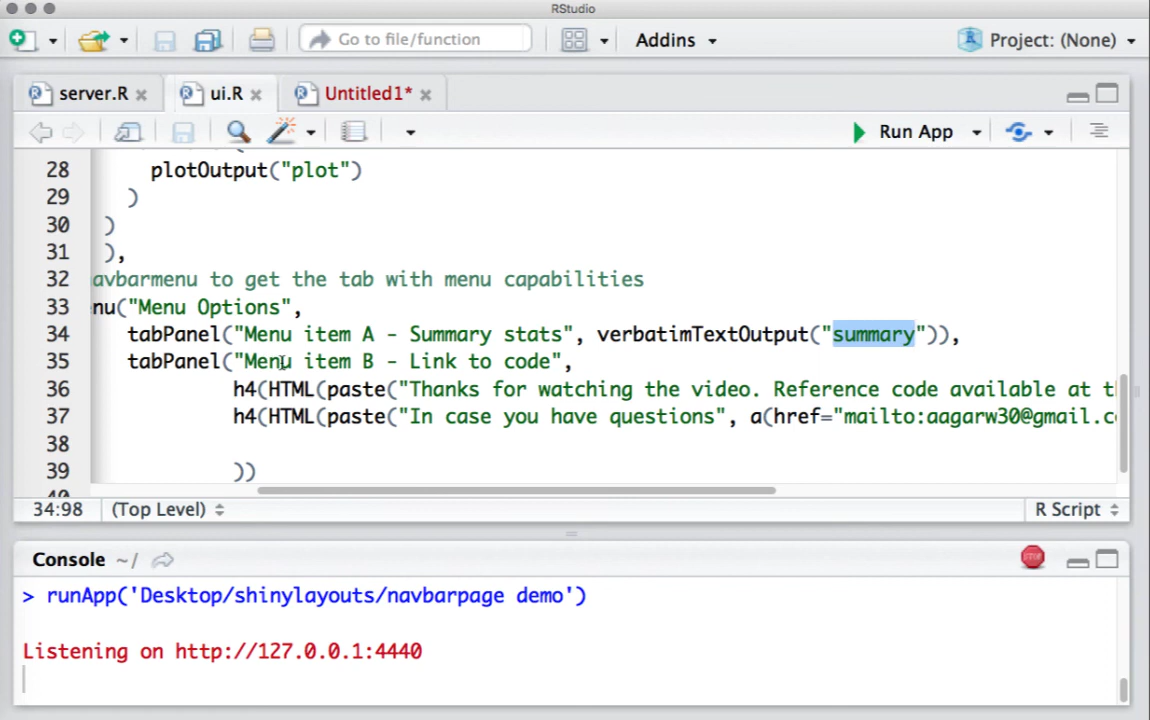 RStudio
Go to file/function
Addins
Project: (None)
server.R
ui.R
Untitled1*
Run App
28 plotOutput("plot")
29 )
30 )
31 ),
32 avbarmenu to get the tab with menu capabilities
33 nu("Menu Options",
34 tabPanel("Menu item A - Summary stats", verbatimTextOutput("summary")),
35 tabPanel("Menu item B - Link to code",
36 h4(HTML(paste("Thanks for watching the video. Reference code available at th
37 h4(HTML(paste("In case you have questions", a(href="mailto:aagarw30@gmail.co
38
39 ))
40
34:98 (Top Level) R Script
Console ~/
> runApp('Desktop/shinylayouts/navbarpage demo')
Listening on http://127.0.0.1:4440